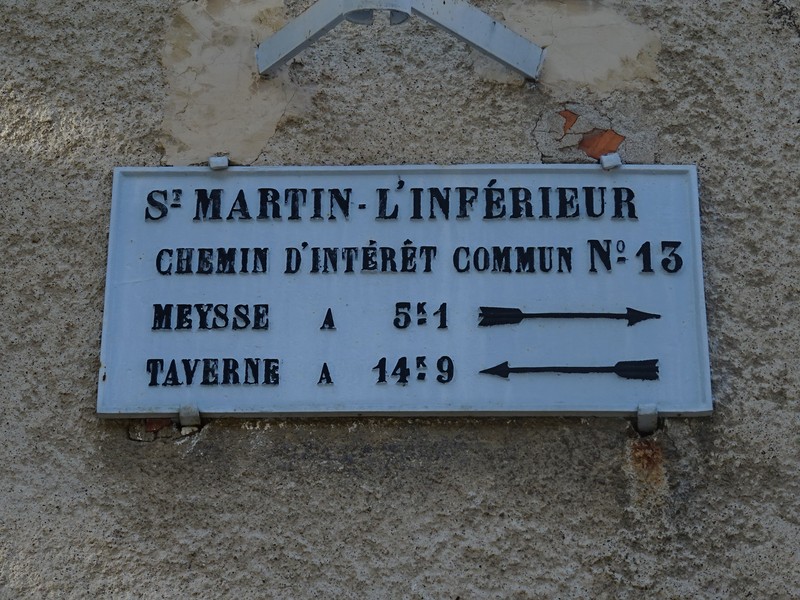 ST MARTIN-L'INFÉRIEUR
CHEMIN D'INTÉRÊT COMMUN No 13
MEYSSE A 5K1
TAVERNE A 14K9